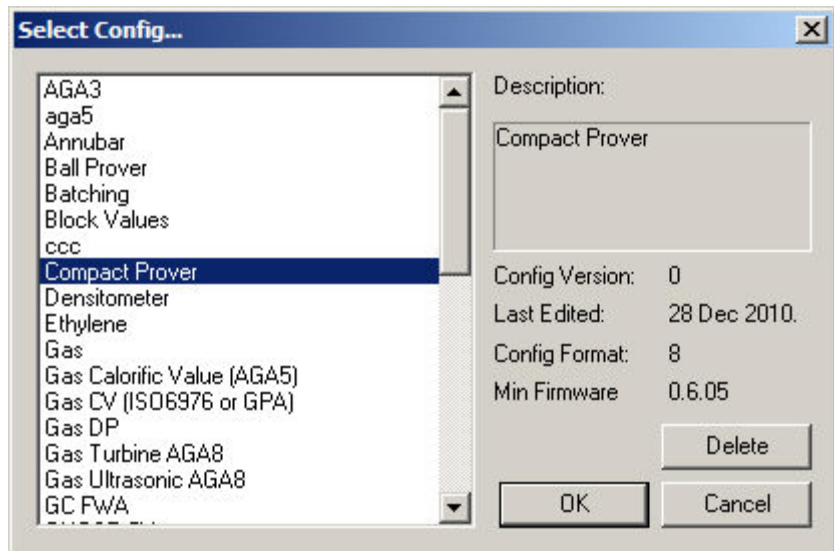 Select Config...
AGA3
aga5
Annubar
Ball Prover
Batching
Block Values
ccc
Compact Prover
Densitometer
Ethylene
Gas
Gas Calorific Value (AGA5)
Gas CV (ISO6976 or GPA)
Gas DP
Gas Turbine AGA8
Gas Ultrasonic AGA8
GC FWA
Description:
Compact Prover
Config Version: 0
Last Edited: 28 Dec 2010.
Config Format: 8
Min Firmware 0.6.05
Delete
OK Cancel